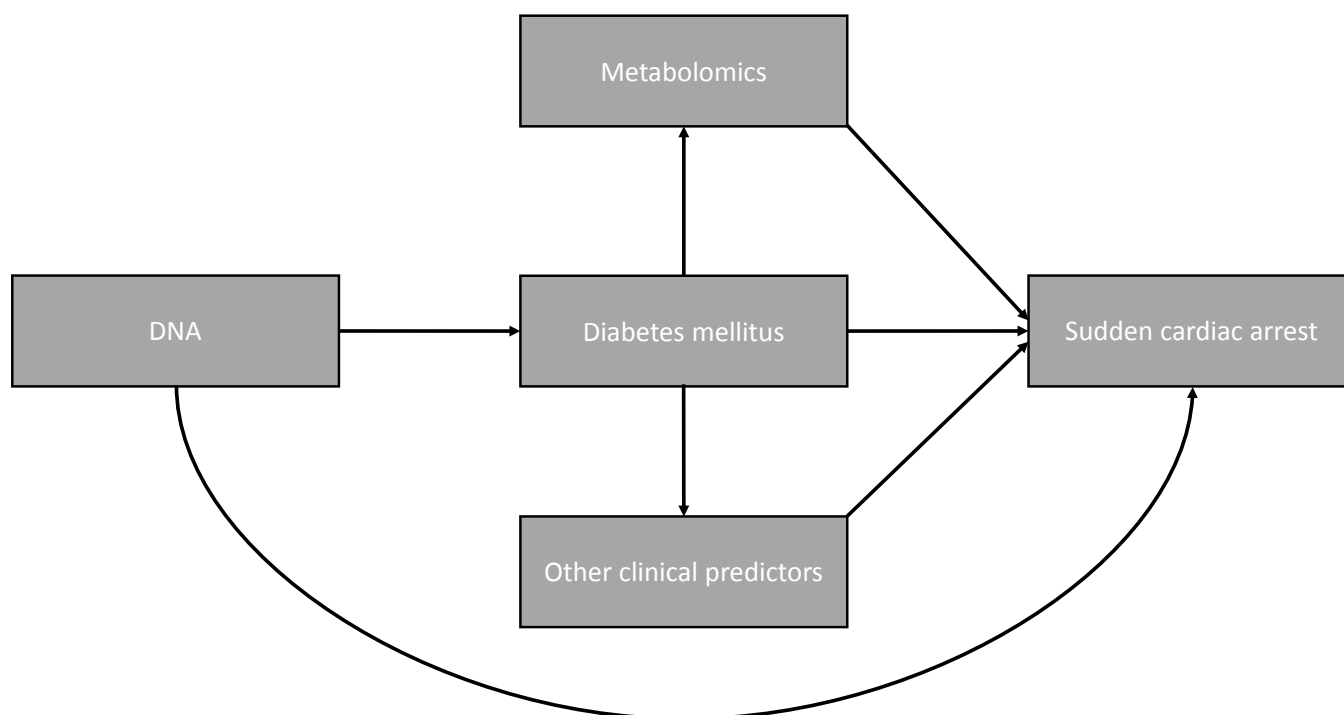 Metabolomics
DNA
Diabetes mellitus
Sudden cardiac arrest
Other clinical predictors